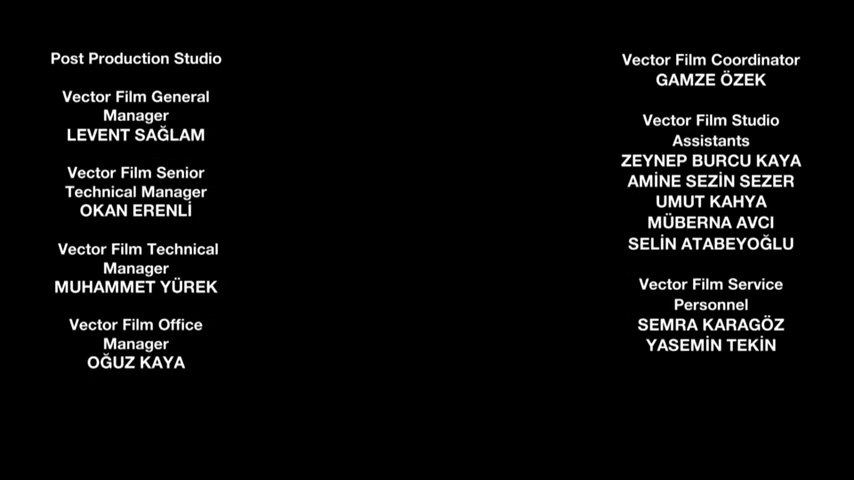 Post Production Studio
Vector Film General
Manager
LEVENT SAĞLAM
Vector Film Senior
Technical Manager
OKAN ERENLİ
Vector Film Technical
Manager
MUHAMMET YÜREK
Vector Film Office
Manager
OĞUZ KAYA
Vector Film Coordinator
GAMZE ÖZEK
Vector Film Studio
Assistants
ZEYNEP BURCU KAYA
AMİNE SEZİN SEZER
UMUT KAHYA
MÜBERNA AVCI
SELİN ATABEYOĞLU
Vector Film Service
Personnel
SEMRA KARAGÖZ
YASEMİN TEKİN